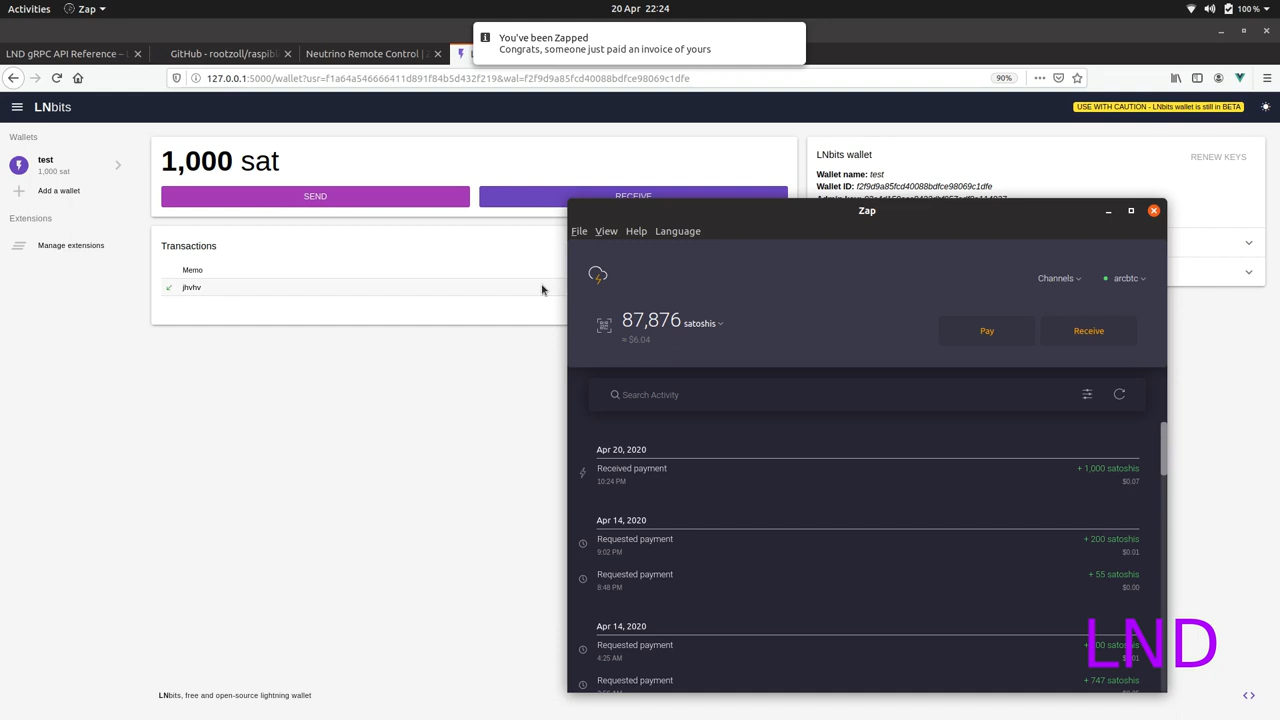 Activities
Zap
20 Apr 22:24
100 %
You've been Zapped
Congrats, someone just paid an invoice of yours
LND gRPC API Reference –
GitHub - rootzoll/raspibl
Neutrino Remote Control |
127.0.0.1:5000/wallet?usr=f1a64a546666411d891f84b5d432f219&wal=f2f9d9a85fcd40088bdfce98069c1dfe
90%
LNbits
USE WITH CAUTION - LNbits wallet is still in BETA
Wallets
test
1,000 sat
Add a wallet
Extensions
Manage extensions
1,000 sat
SEND
RECEIVE
Transactions
Memo
jhvhv
LNbits wallet
RENEW KEYS
Wallet name: test
Wallet ID: f2f9d9a85fcd40088bdfce98069c1dfe
Zap
File View Help Language
Channels
arcbtc
87,876 satoshis
≈ $6.04
Pay
Receive
Search Activity
Apr 20, 2020
Received payment
+ 1,000 satoshis
10:24 PM
$0.07
Apr 14, 2020
Requested payment
+ 200 satoshis
9:02 PM
$0.01
Requested payment
+ 55 satoshis
8:48 PM
$0.00
Apr 14, 2020
Requested payment
satoshis
4:25 AM
Requested payment
+ 747 satoshis
LND
LNbits, free and open-source lightning wallet